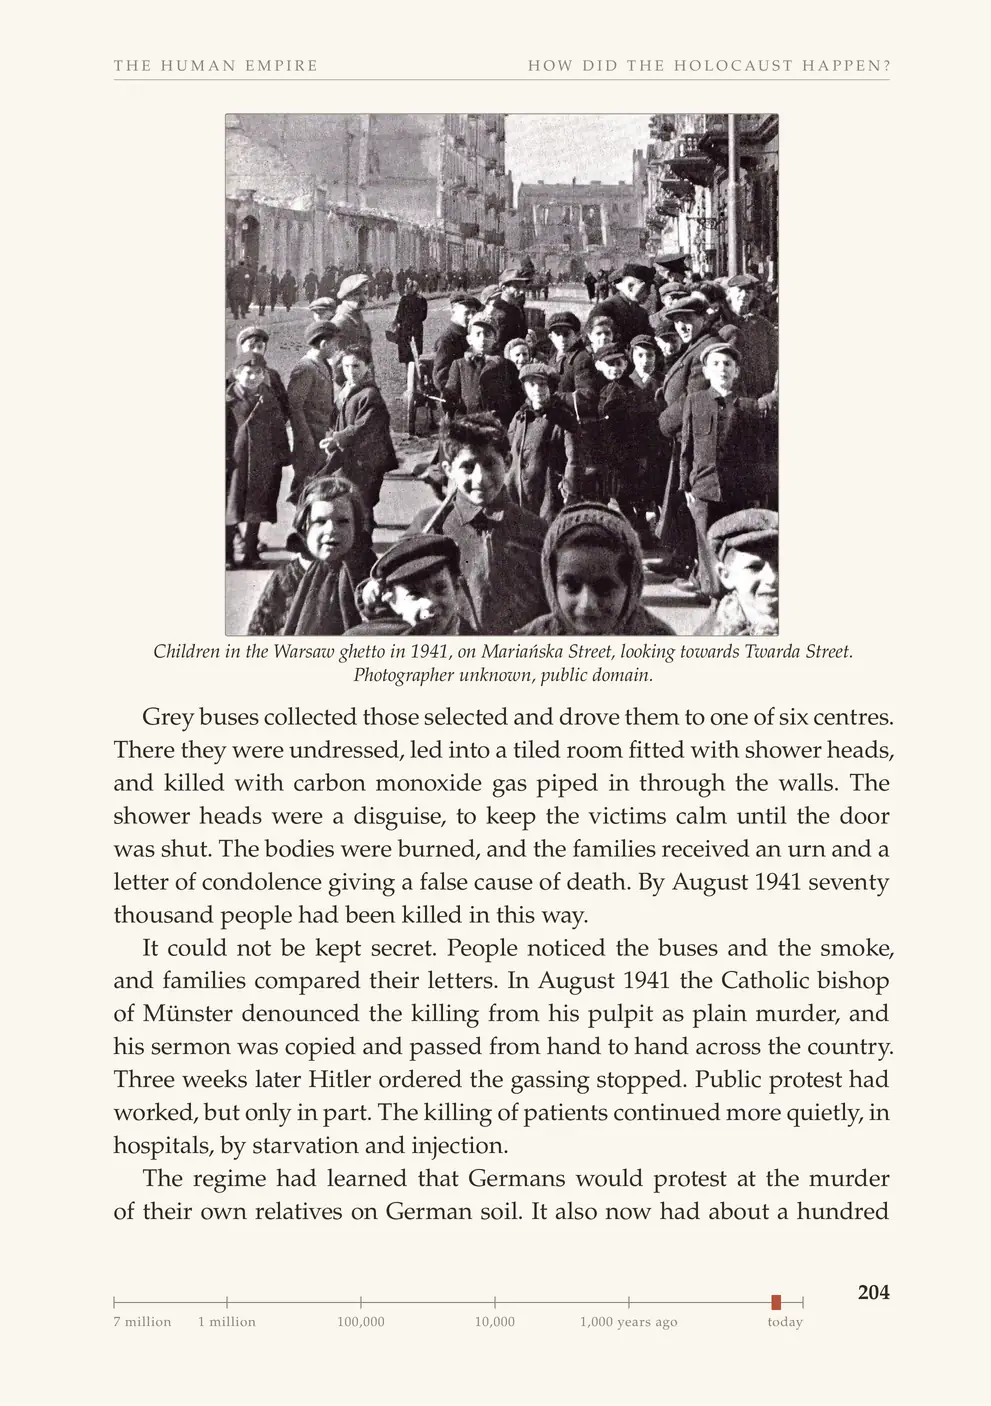 THE HUMAN EMPIRE
HOW DID THE HOLOCAUST HAPPEN?
Children in the Warsaw ghetto in 1941, on Mariańska Street, looking towards Twarda Street.
Photographer unknown, public domain.
Grey buses collected those selected and drove them to one of six centres.
There they were undressed, led into a tiled room fitted with shower heads,
and killed with carbon monoxide gas piped in through the walls. The
shower heads were a disguise, to keep the victims calm until the door
was shut. The bodies were burned, and the families received an urn and a
letter of condolence giving a false cause of death. By August 1941 seventy
thousand people had been killed in this way.
It could not be kept secret. People noticed the buses and the smoke,
and families compared their letters. In August 1941 the Catholic bishop
of Münster denounced the killing from his pulpit as plain murder, and
his sermon was copied and passed from hand to hand across the country.
Three weeks later Hitler ordered the gassing stopped. Public protest had
worked, but only in part. The killing of patients continued more quietly, in
hospitals, by starvation and injection.
The regime had learned that Germans would protest at the murder
of their own relatives on German soil. It also now had about a hundred
204
7 million
1 million
100,000
10,000
1,000 years ago
today